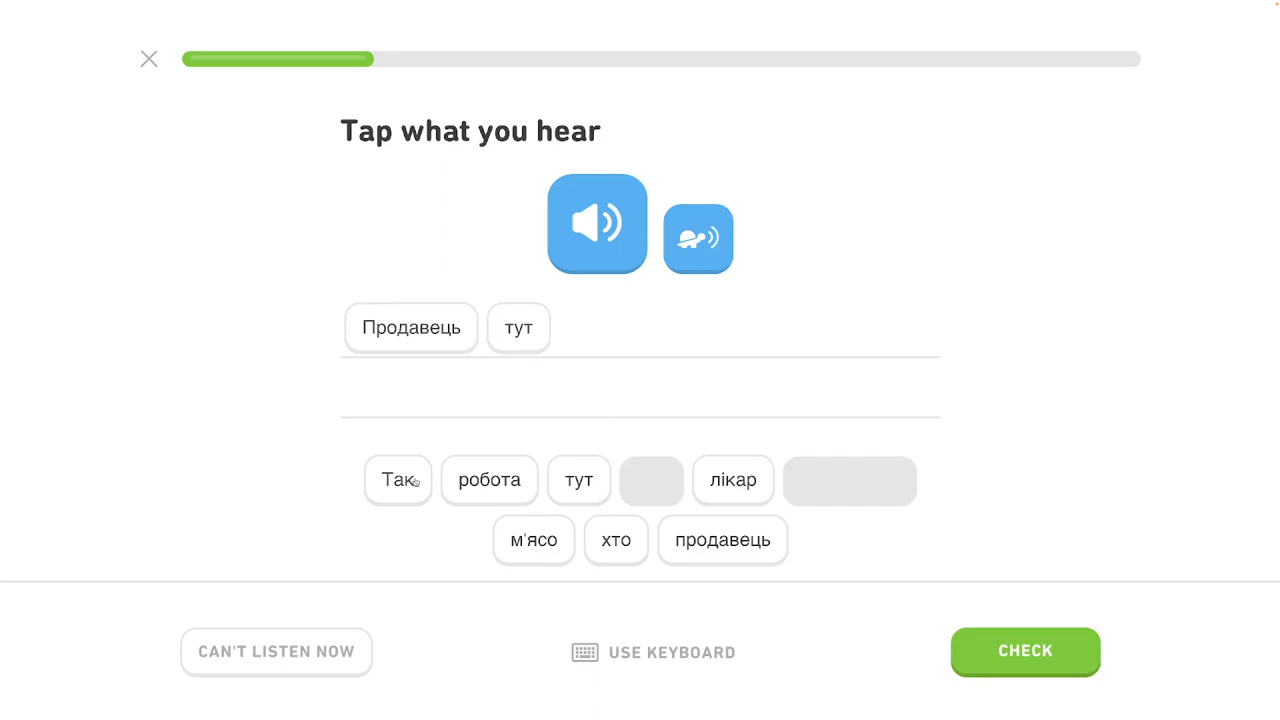 Tap what you hear
Продавець тут
Так робота тут лікар
м'ясо хто продавець
CAN'T LISTEN NOW USE KEYBOARD CHECK